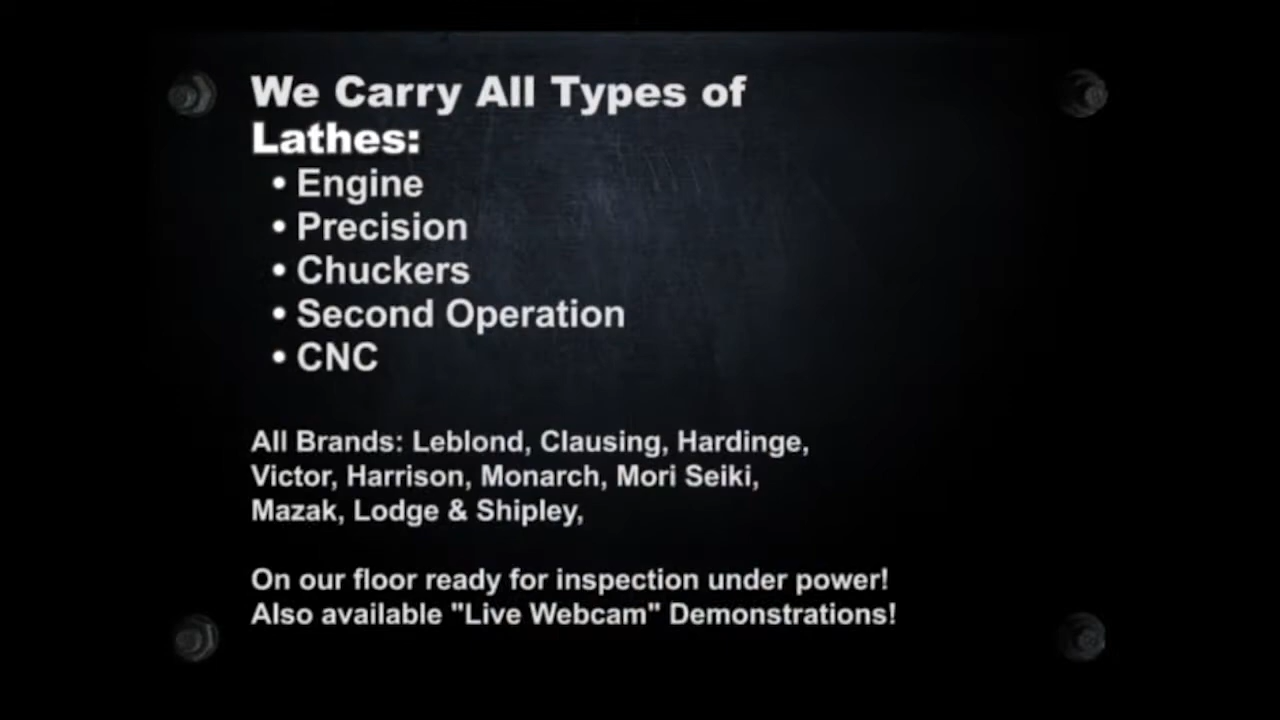 We Carry All Types of
Lathes:
• Engine
• Precision
• Chuckers
• Second Operation
• CNC
All Brands: Leblond, Clausing, Hardinge,
Victor, Harrison, Monarch, Mori Seiki,
Mazak, Lodge & Shipley,
On our floor ready for inspection under power!
Also available "Live Webcam" Demonstrations!